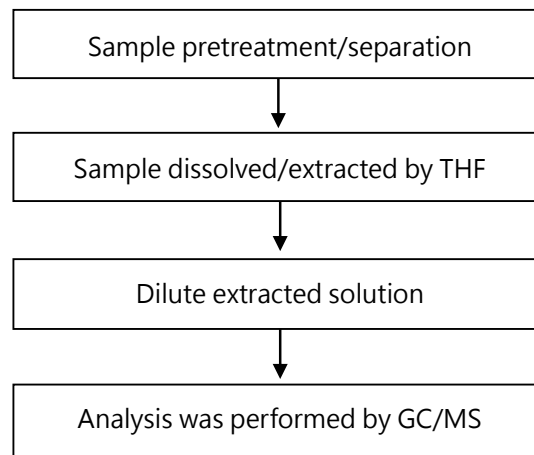 Sample pretreatment/separation
Sample dissolved/extracted by THF
Dilute extracted solution
Analysis was performed by GC/MS